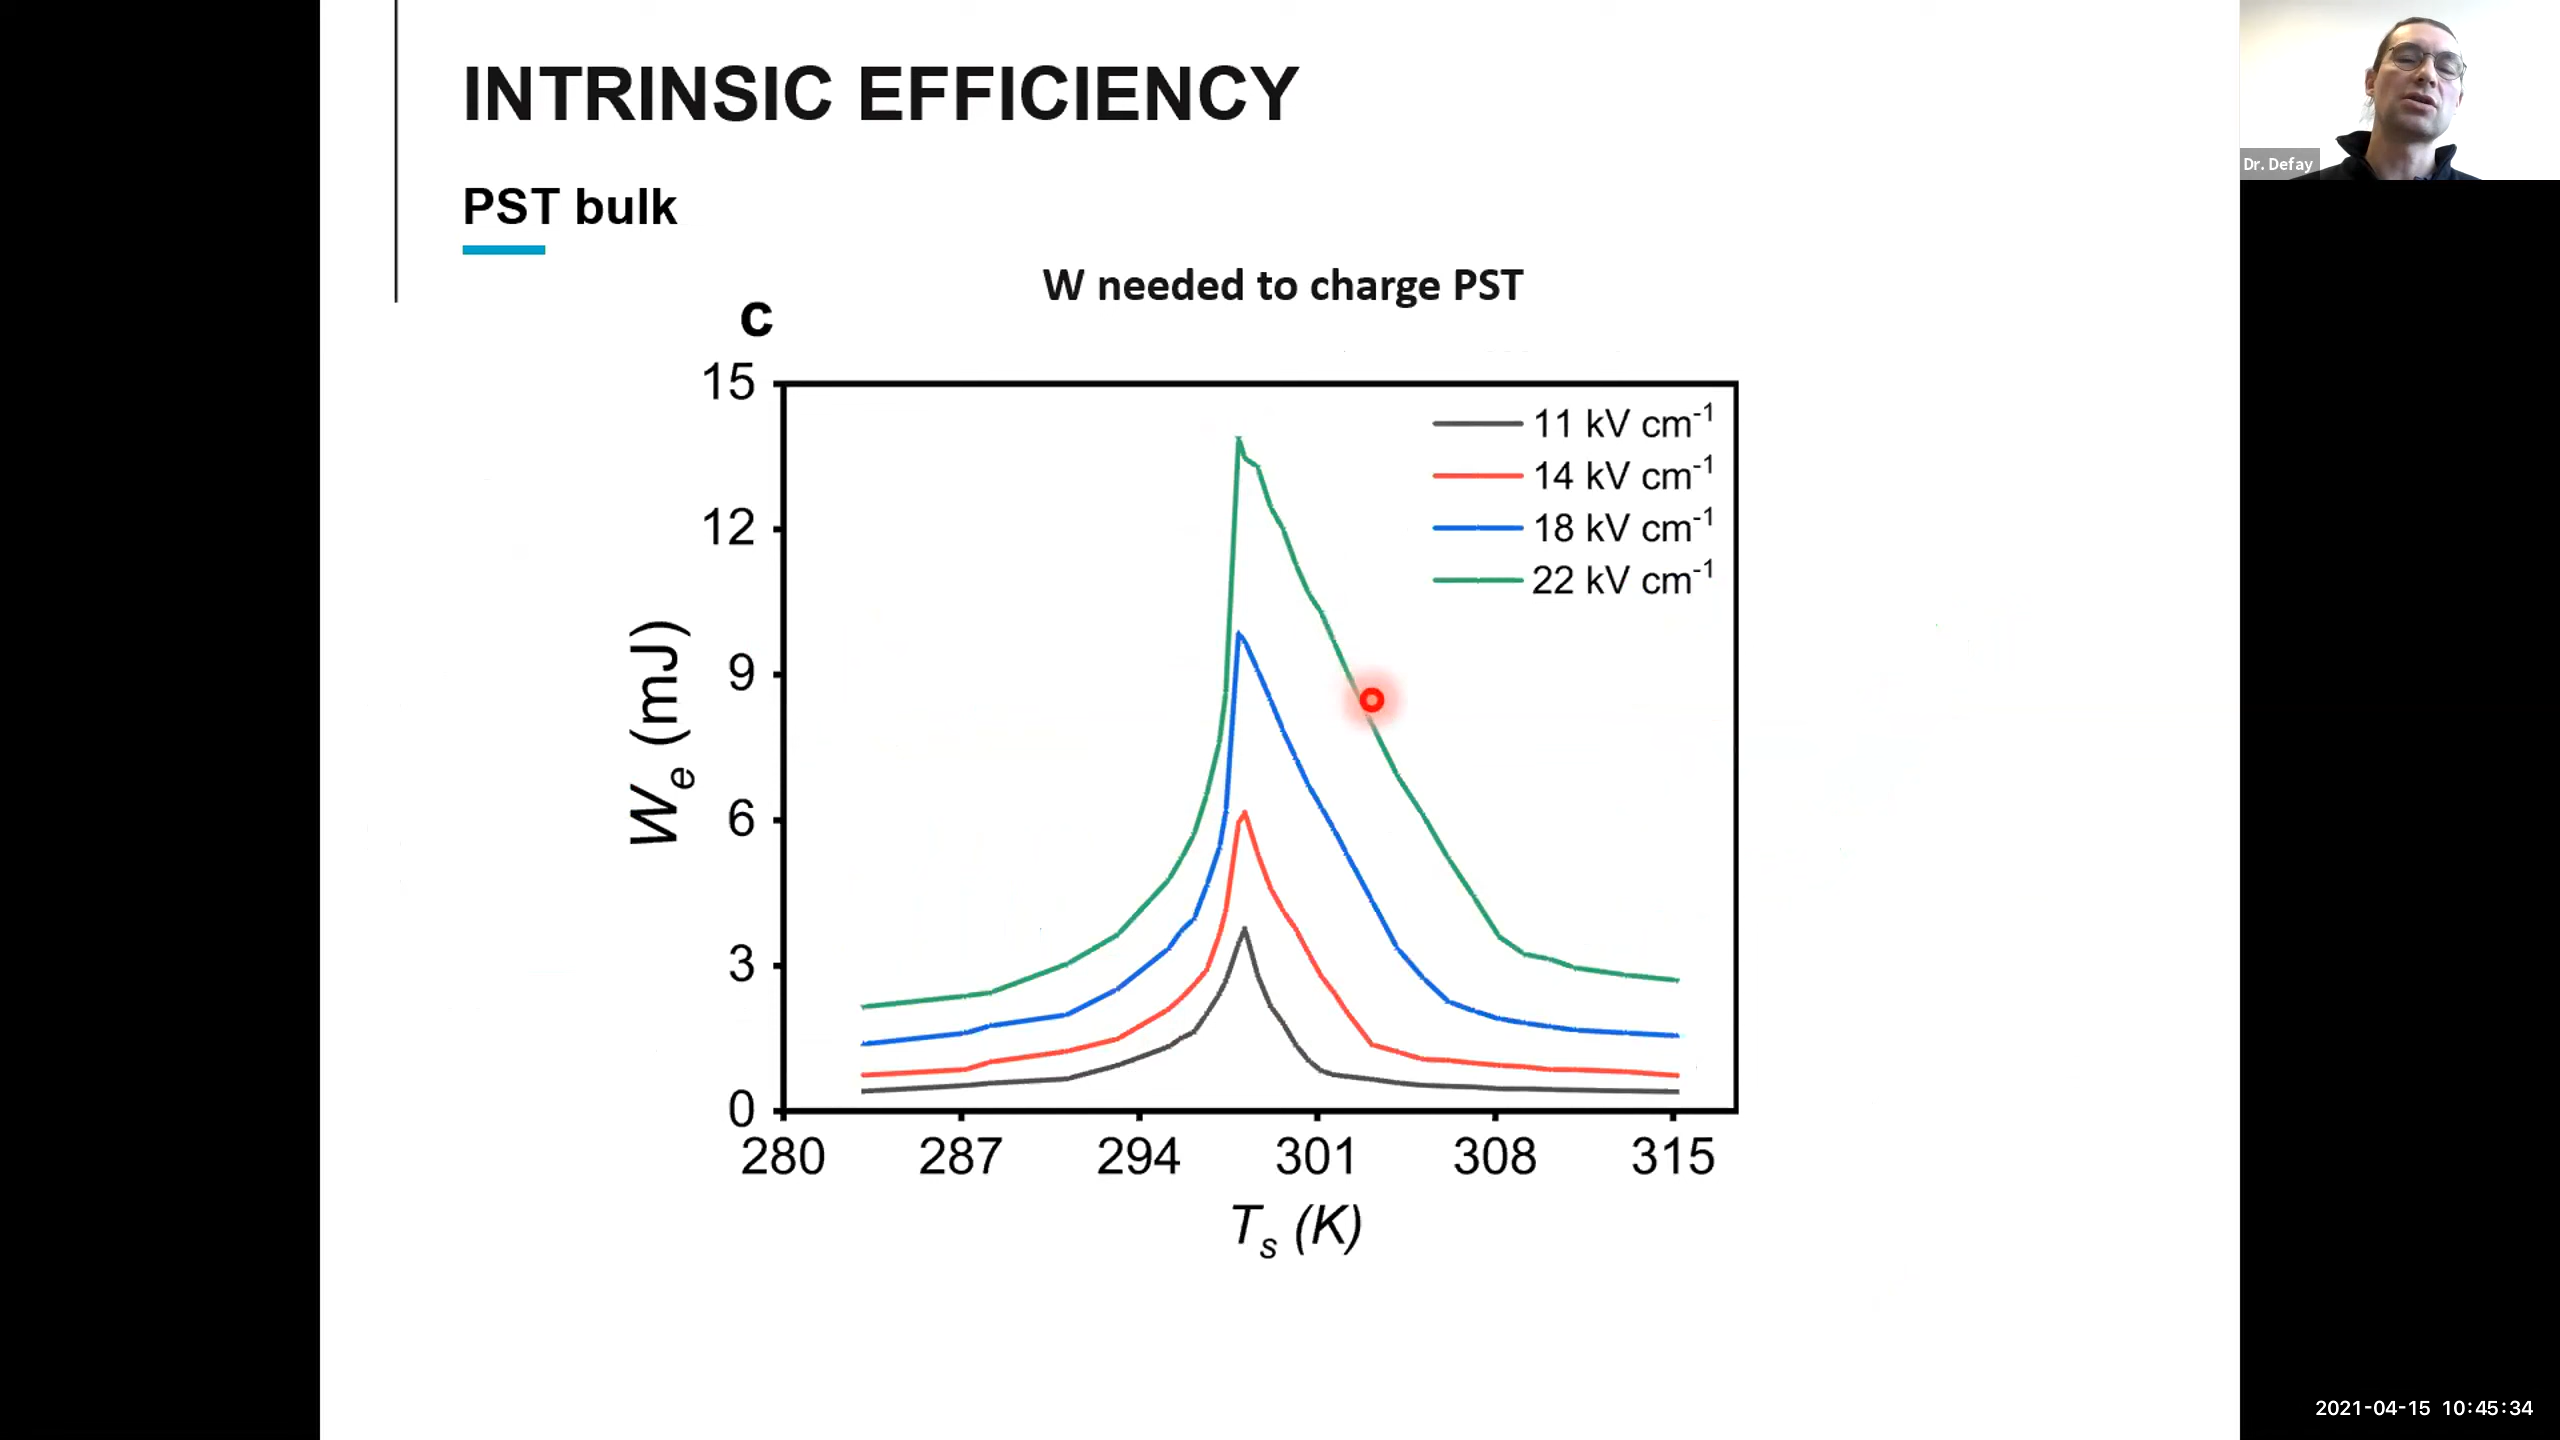 INTRINSIC EFFICIENCY
PST bulk
Dr. Defay
W needed to charge PST
c
15
12
9
6
3
0
W_e (mJ)
11 kV cm⁻¹
14 kV cm⁻¹
18 kV cm⁻¹
22 kV cm⁻¹
280 287 294 301 308 315
T_s (K)
2021-04-15 10:45:34